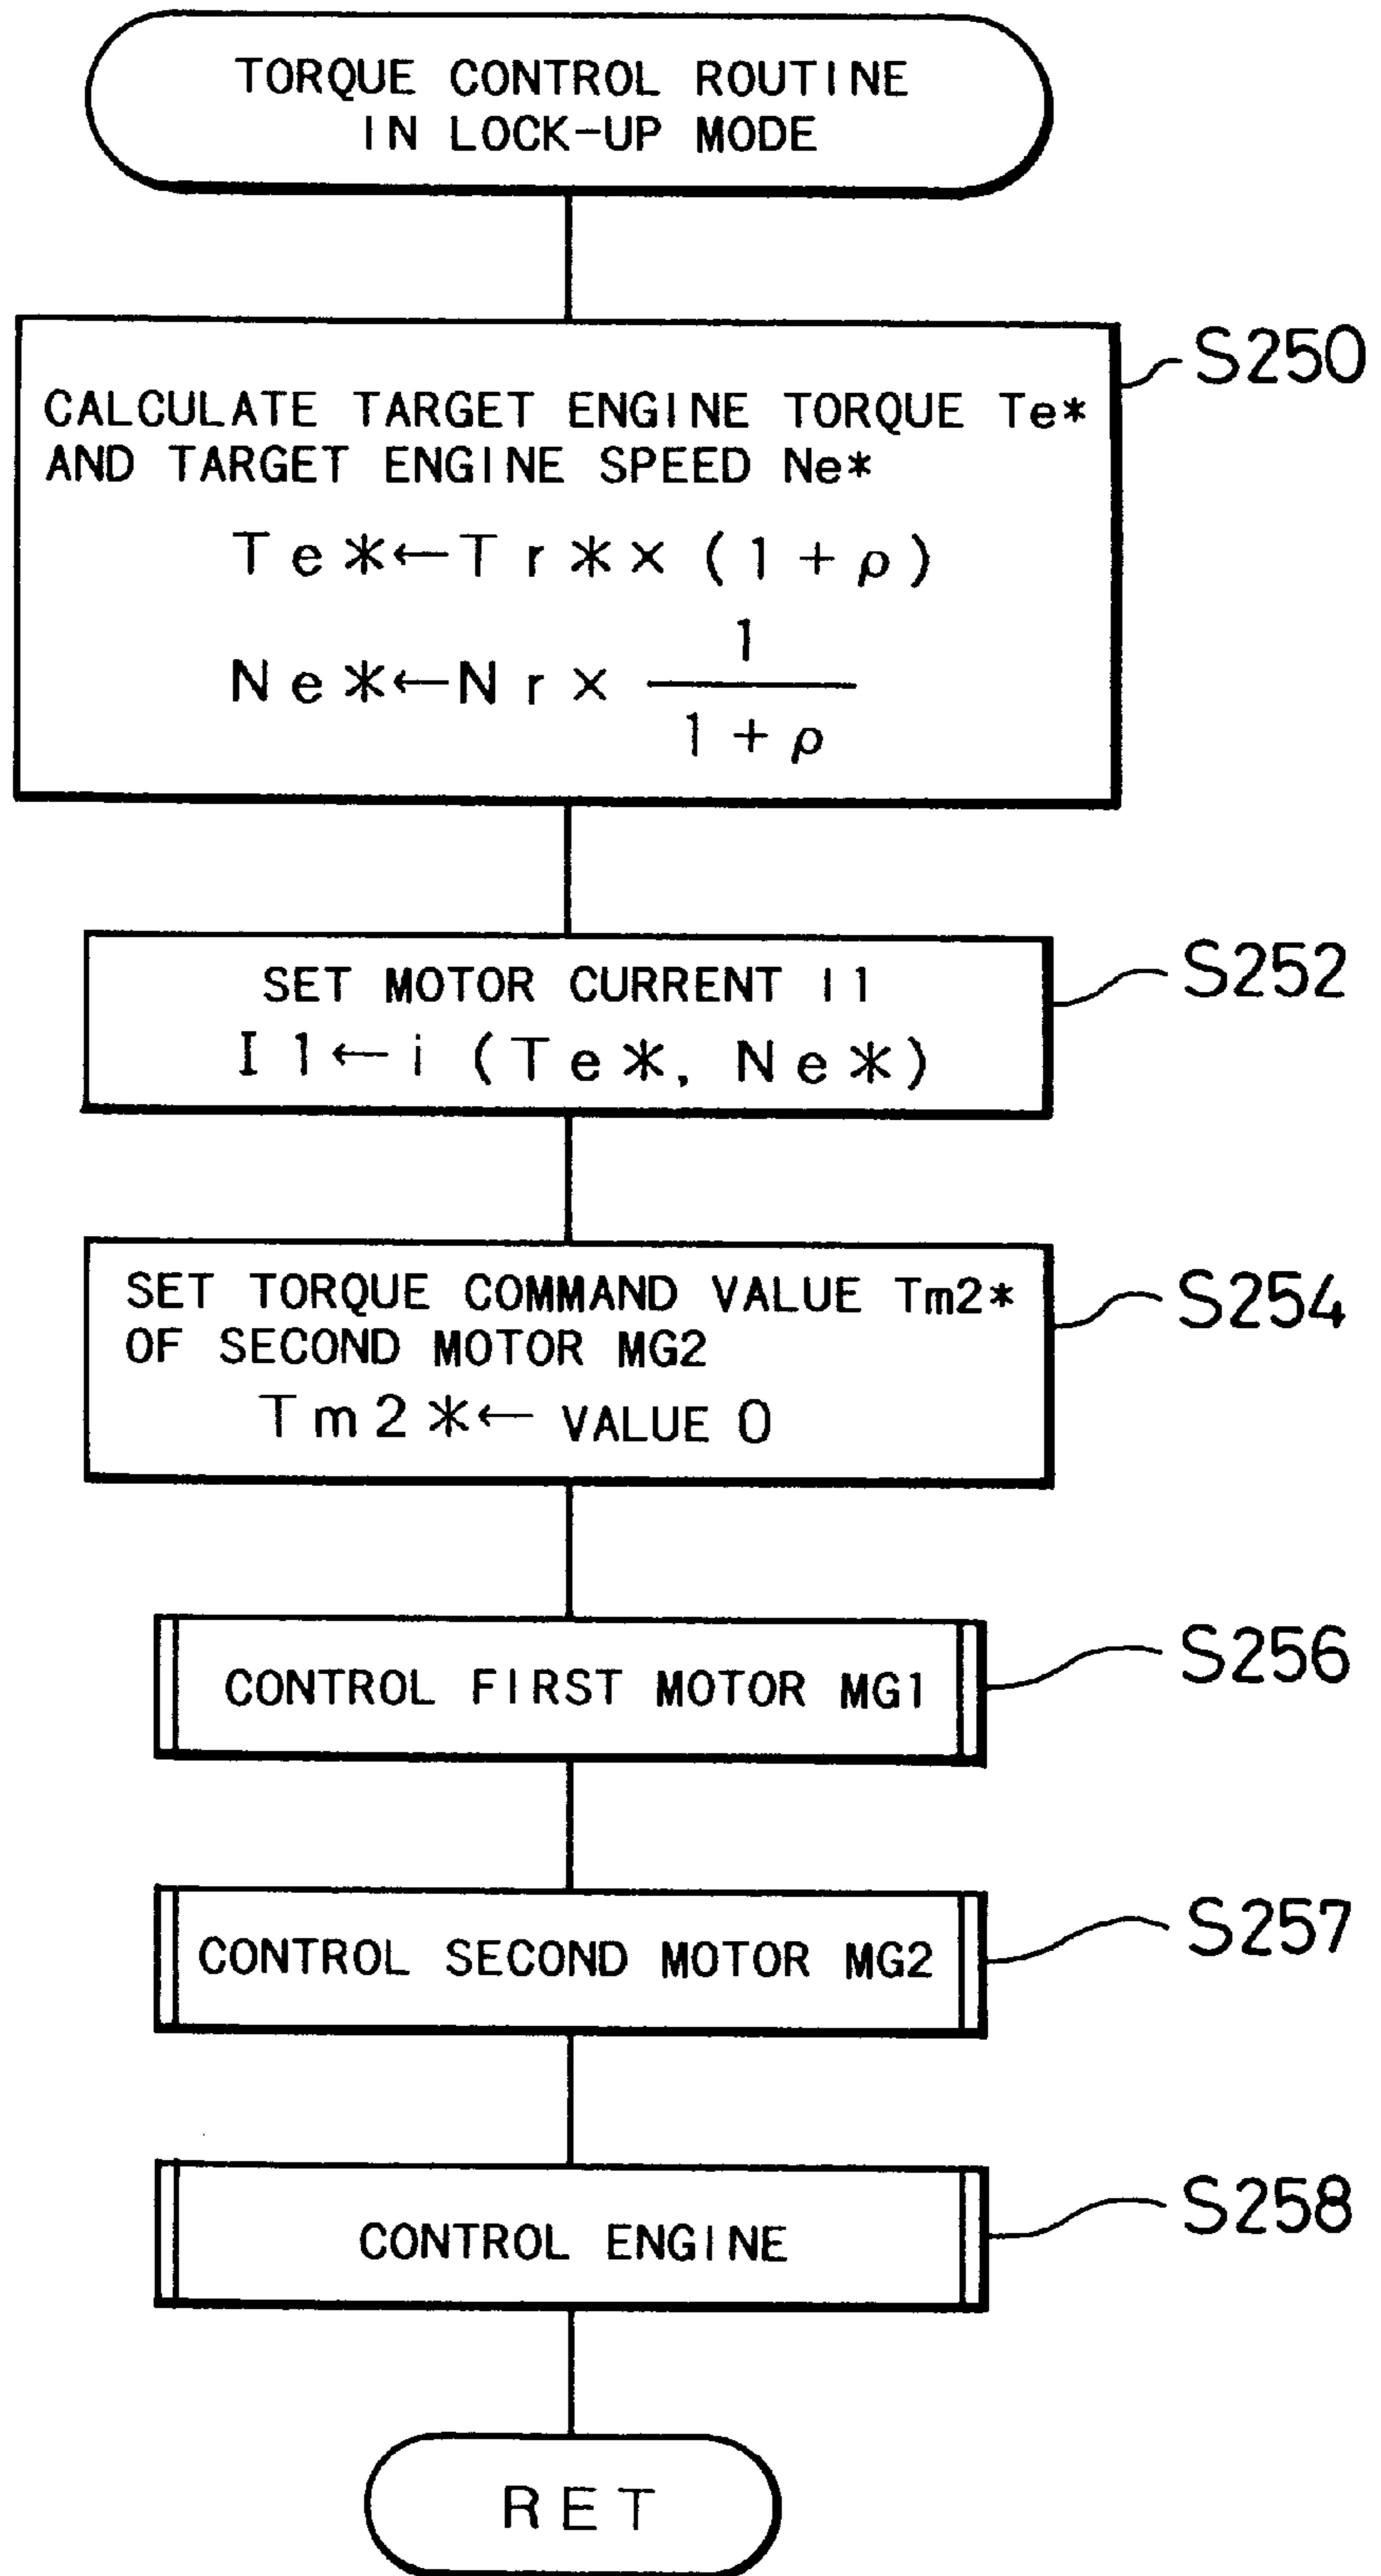 TORQUE CONTROL ROUTINE
IN LOCK-UP MODE
S250
CALCULATE TARGET ENGINE TORQUE Te*
AND TARGET ENGINE SPEED Ne*
Te*←Tr*×(1+ρ)
Ne*←Nr× 1
1+ρ
S252
SET MOTOR CURRENT I1
I1←i(Te*, Ne*)
S254
SET TORQUE COMMAND VALUE Tm2*
OF SECOND MOTOR MG2
Tm2*← VALUE 0
S256
CONTROL FIRST MOTOR MG1
S257
CONTROL SECOND MOTOR MG2
S258
CONTROL ENGINE
RET